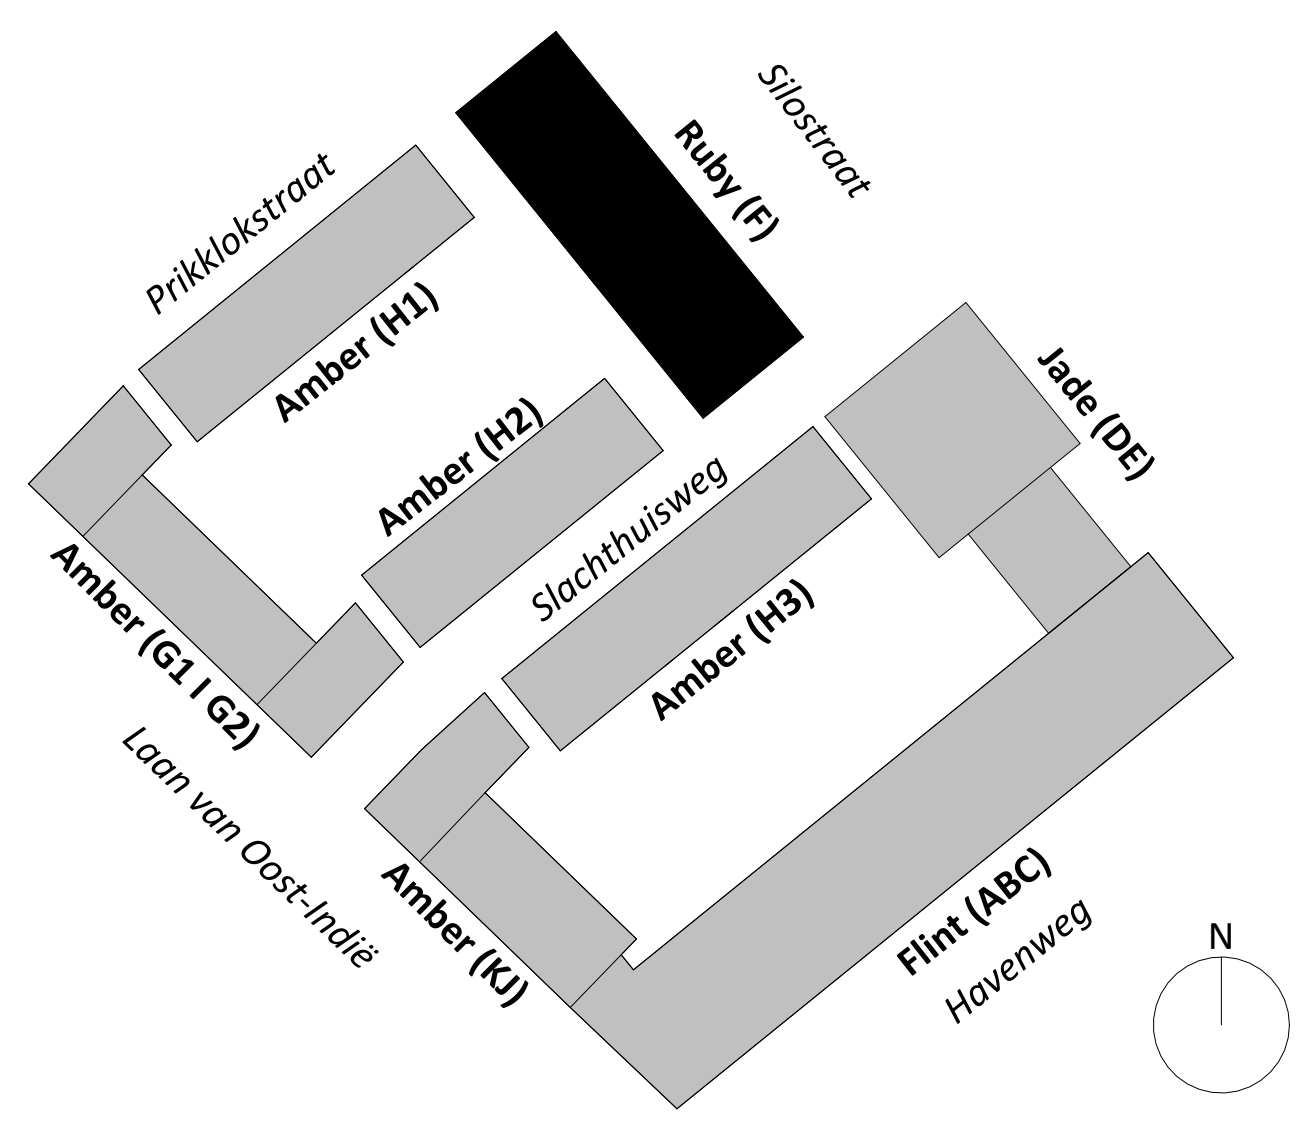 Silostraat
Ruby (F)
Prikklokstraat
Amber (H1)
Jade (DE)
Amber (H2)
Slachthuisweg
Amber (H3)
Amber (G1 I G2)
Laan van Oost-Indië
Amber (KJ)
Flint (ABC)
Havenweg
N